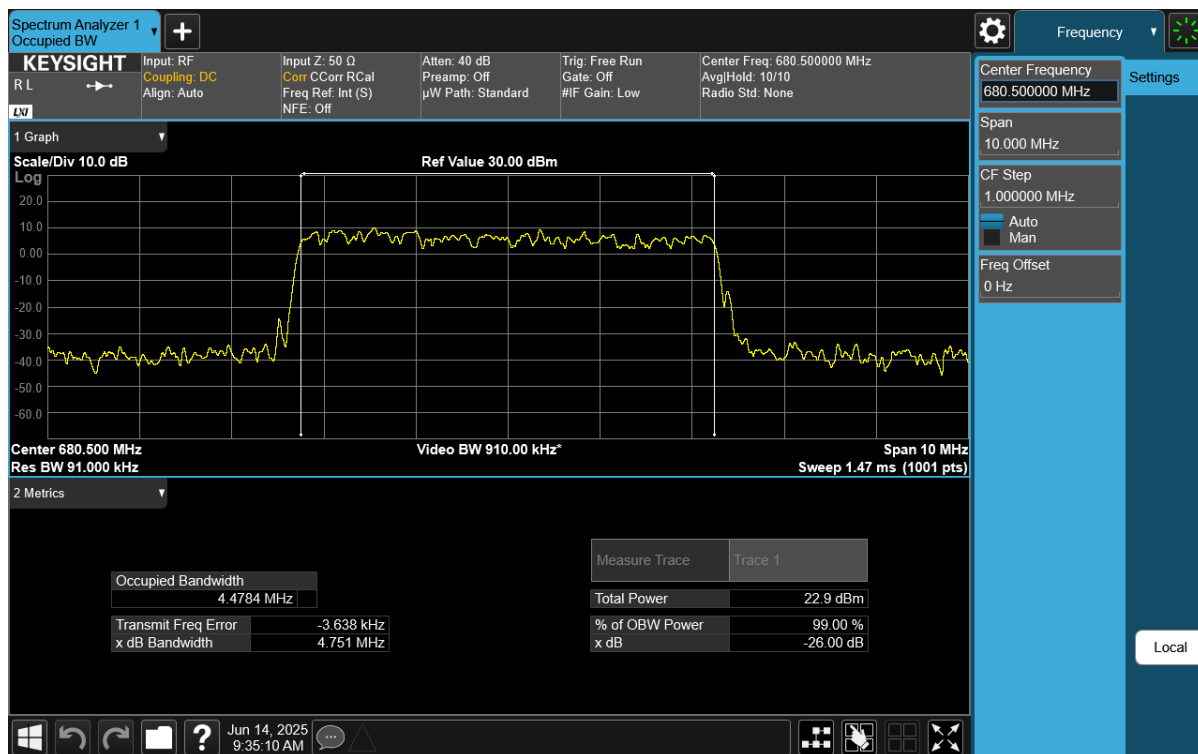 Spectrum Analyzer 1
Occupied BW
Frequency
KEYSIGHT
R L
LXI
Input: RF
Coupling: DC
Align: Auto
Input Z: 50 Ω
Corr CCorr RCal
Freq Ref: Int (S)
NFE: Off
Atten: 40 dB
Preamp: Off
µW Path: Standard
Trig: Free Run
Gate: Off
#IF Gain: Low
Center Freq: 680.500000 MHz
Avg|Hold: 10/10
Radio Std: None
Center Frequency
680.500000 MHz
Settings
Span
10.000 MHz
CF Step
1.000000 MHz
Auto
Man
Freq Offset
0 Hz
Local
1 Graph
Scale/Div 10.0 dB
Ref Value 30.00 dBm
Log
20.0
10.0
0.00
-10.0
-20.0
-30.0
-40.0
-50.0
-60.0
Center 680.500 MHz
Video BW 910.00 kHz*
Span 10 MHz
Res BW 91.000 kHz
Sweep 1.47 ms (1001 pts)
2 Metrics
Measure Trace
Trace 1
Occupied Bandwidth
4.4784 MHz
Total Power 22.9 dBm
Transmit Freq Error -3.638 kHz
% of OBW Power 99.00 %
x dB Bandwidth 4.751 MHz
x dB -26.00 dB
?
Jun 14, 2025
9:35:10 AM